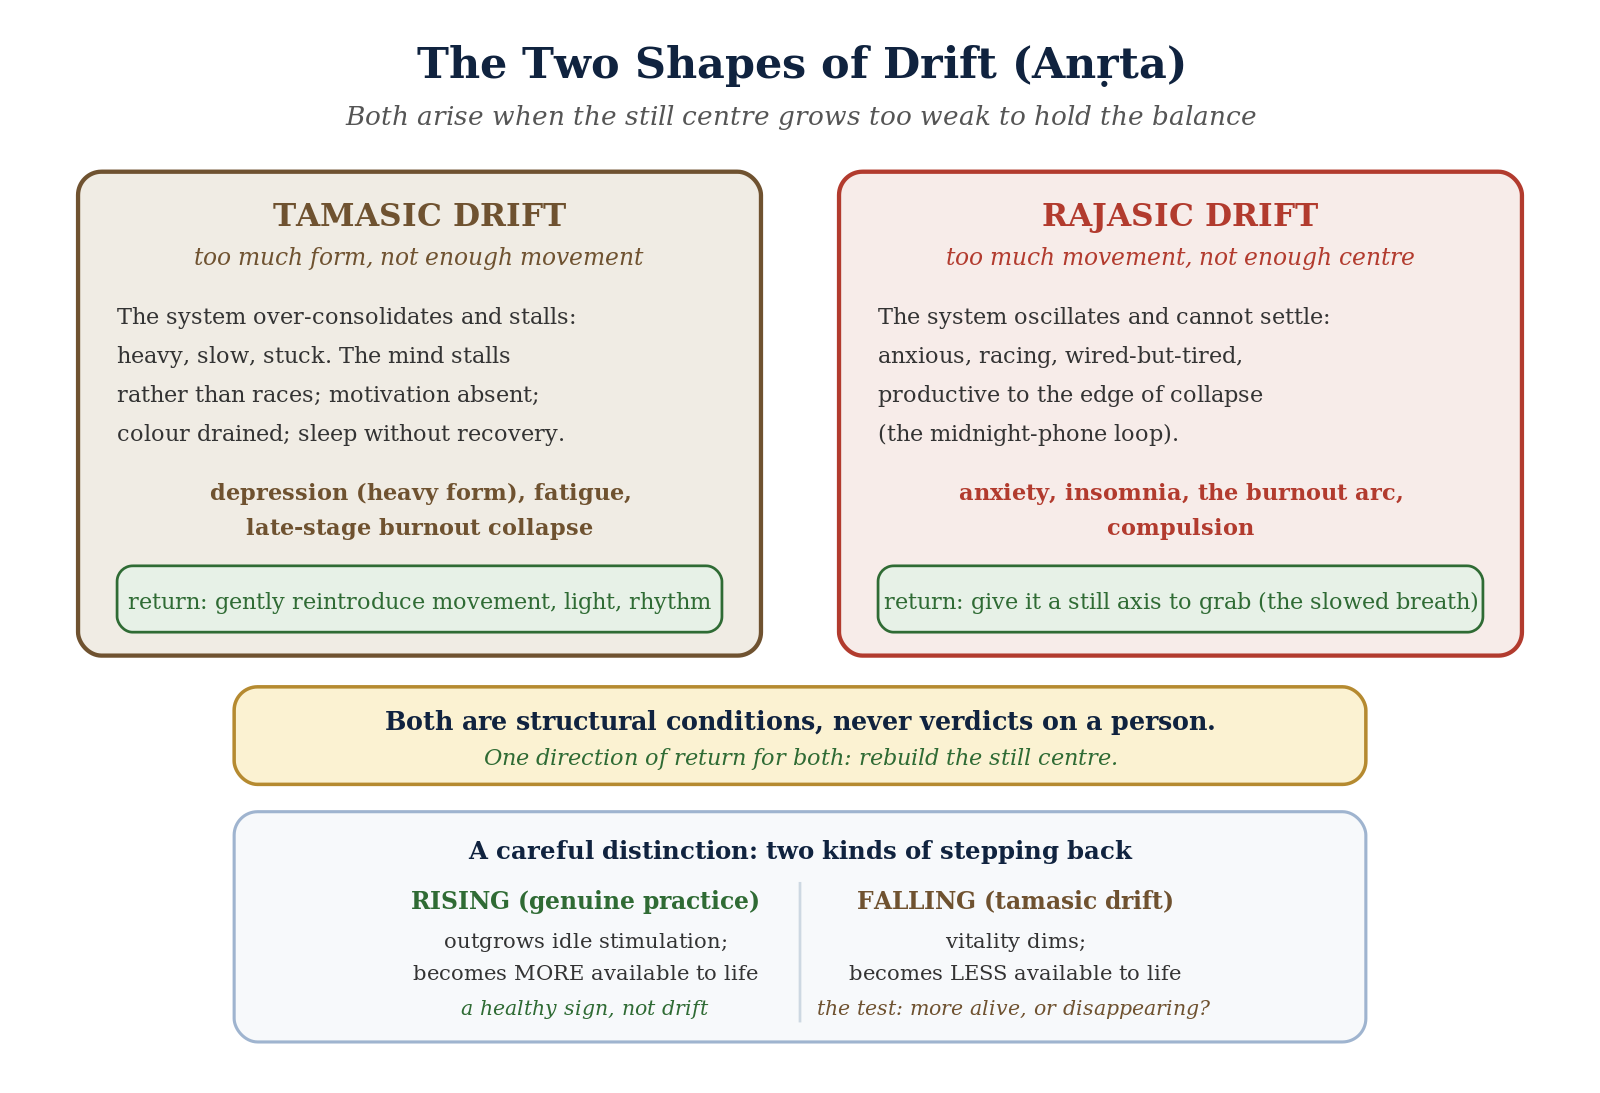 The Two Shapes of Drift (Anṛta)
Both arise when the still centre grows too weak to hold the balance
TAMASIC DRIFT
too much form, not enough movement
The system over-consolidates and stalls:
heavy, slow, stuck. The mind stalls
rather than races; motivation absent;
colour drained; sleep without recovery.
depression (heavy form), fatigue,
late-stage burnout collapse
return: gently reintroduce movement, light, rhythm
RAJASIC DRIFT
too much movement, not enough centre
The system oscillates and cannot settle:
anxious, racing, wired-but-tired,
productive to the edge of collapse
(the midnight-phone loop).
anxiety, insomnia, the burnout arc,
compulsion
return: give it a still axis to grab (the slowed breath)
Both are structural conditions, never verdicts on a person.
One direction of return for both: rebuild the still centre.
A careful distinction: two kinds of stepping back
RISING (genuine practice)
outgrows idle stimulation;
becomes MORE available to life
a healthy sign, not drift
FALLING (tamasic drift)
vitality dims;
becomes LESS available to life
the test: more alive, or disappearing?